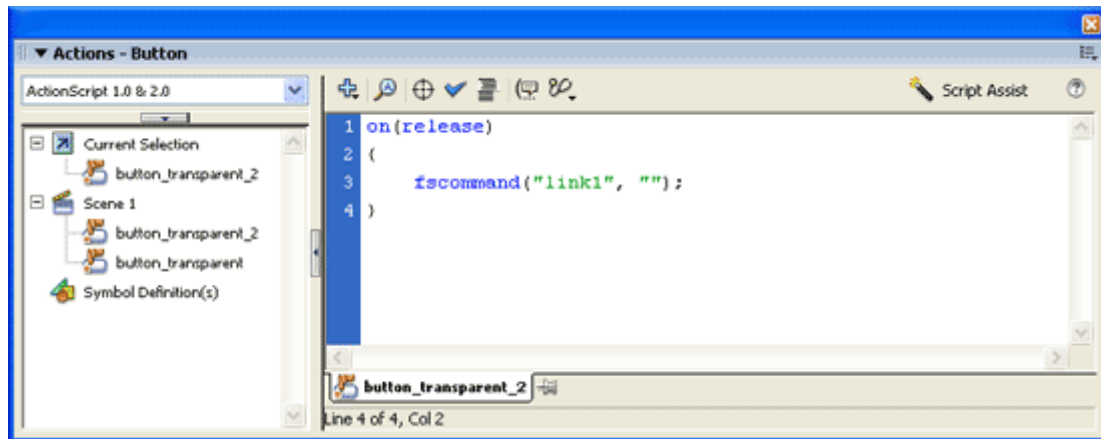 Actions - Button
ActionScript 1.0 & 2.0
Current Selection
button_transparent_2
Scene 1
button_transparent_2
button_transparent
Symbol Definition(s)
Script Assist
1 on(release)
2 {
3 fscommand("link1", "");
4 }
button_transparent_2
Line 4 of 4, Col 2